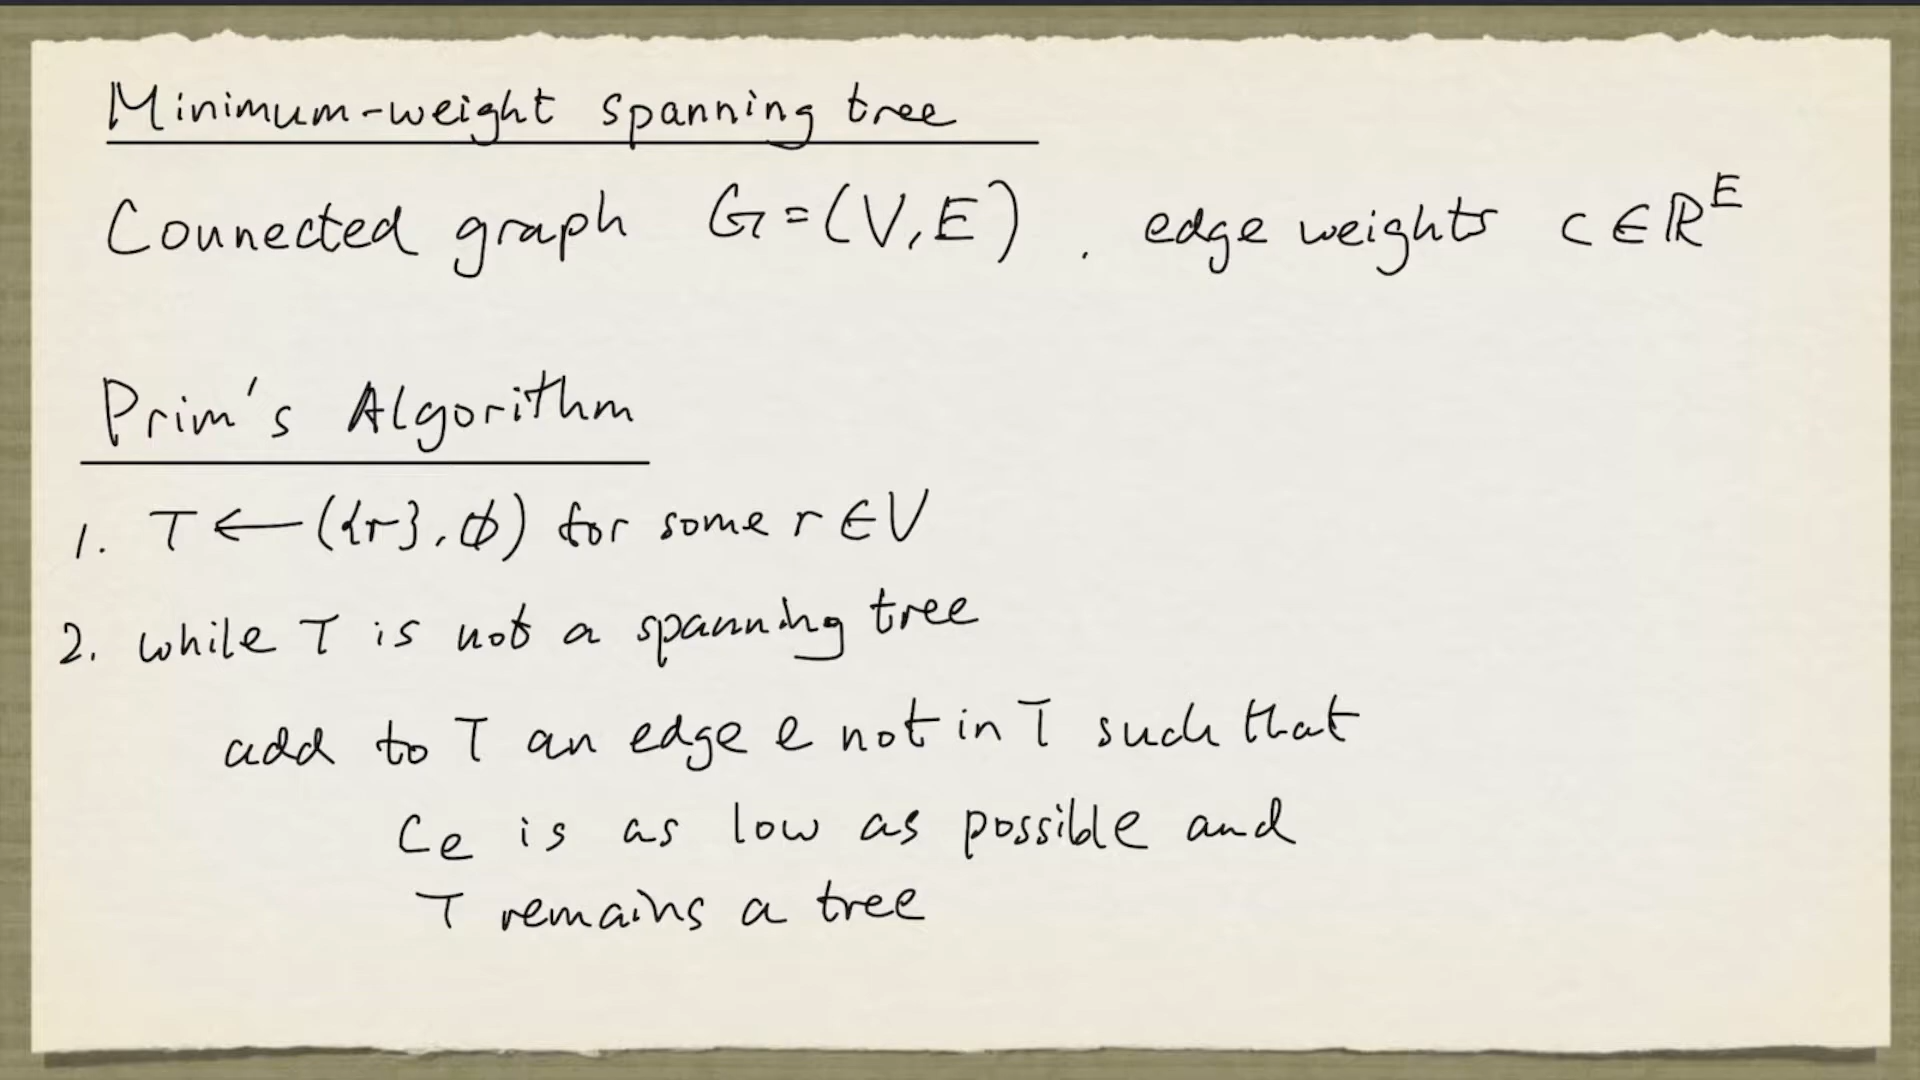 Minimum-weight spanning tree
Connected graph G=(V,E) . edge weights c∈ℝ^E
Prim's Algorithm
1. T ← ({r}, ∅) for some r ∈ V
2. while T is not a spanning tree
add to T an edge e not in T such that
C_e is as low as possible and
T remains a tree